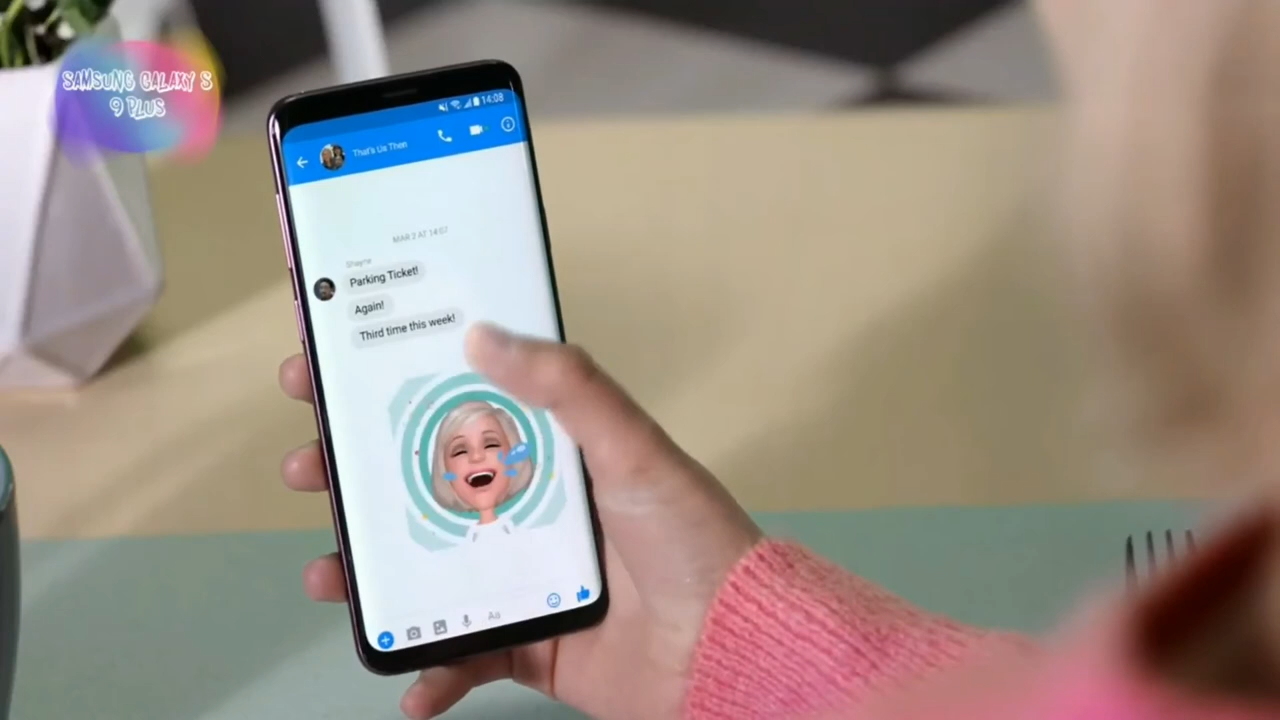 SAMSUNG GALAXY S
9 PLUS
14:08
That's Us Then
MAR 2 AT 14:07
Shayne
Parking Ticket!
Again!
Third time this week!
Aa